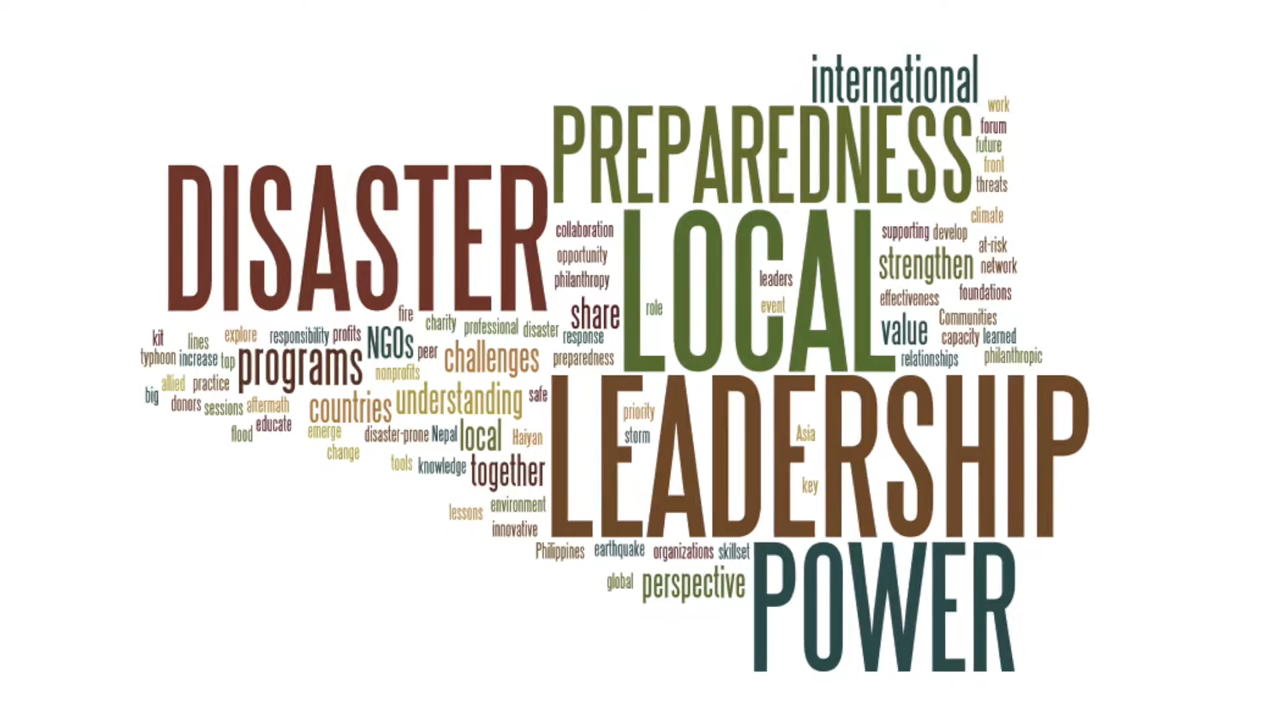 international
work
PREPAREDNESS
forum
future
front
threats
DISASTER
climate
collaboration
LOCAL
supporting
develop
at-risk
opportunity
strengthen
network
philanthropy
leaders
effectiveness
foundations
share
role
event
value
Communities
fire
charity
professional
disaster
response
capacity
learned
kit
lines
explore
responsibility
profits
NGOs
peer
challenges
preparedness
relationships
philanthropic
typhoon
increase
top
programs
nonprofits
allied
practice
big
donors
sessions
aftermath
countries
understanding
safe
LEADERSHIP
priority
flood
educate
emerge
disaster-prone
Nepal
local
Haiyan
storm
Asia
change
tools
knowledge
together
key
lessons
environment
innovative
Philippines
earthquake
organizations
skillset
POWER
global
perspective